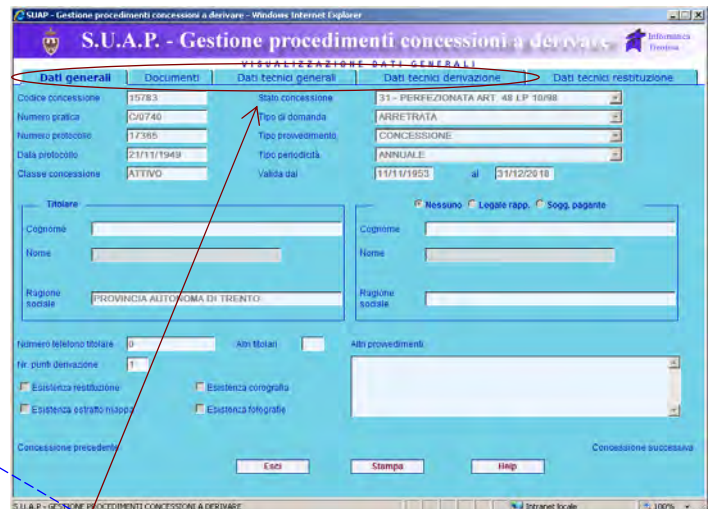 SUAP - Gestione procedimenti concessioni a derivare - Windows Internet Explorer
S.U.A.P. - Gestione procedimenti concessioni a derivare
Informatica
Trentina
VISUALIZZAZIONE DATI GENERALI
Dati generali Documenti Dati tecnici generali Dati tecnici derivazione Dati tecnici restituzione
Codice concessione 15783 Stato concessione 31 - PERFEZIONATA ART. 48 LP 10/98
Numero pratica C/0740 Tipo di domanda ARRETRATA
Numero protocollo 17365 Tipo provvedimento CONCESSIONE
Data protocollo 21/11/1949 Tipo periodicità ANNUALE
Classe concessione ATTIVO Valida dal 11/11/1953 al 31/12/2018
Titolare Nessuno Legale rapp. Sogg. pagante
Cognome Cognome
Nome Nome
Ragione sociale PROVINCIA AUTONOMA DI TRENTO Ragione sociale
Numero telefono titolare 0 Altri titolari Altri provvedimenti
Nr. punti derivazione 1
Esistenza restituzione Esistenza corografia
Esistenza estratto mappa Esistenza fotografie
Concessione precedente Concessione successiva
Esci Stampa Help
S.U.A.P - GESTIONE PROCEDIMENTI CONCESSIONI A DERIVARE Intranet locale 100%